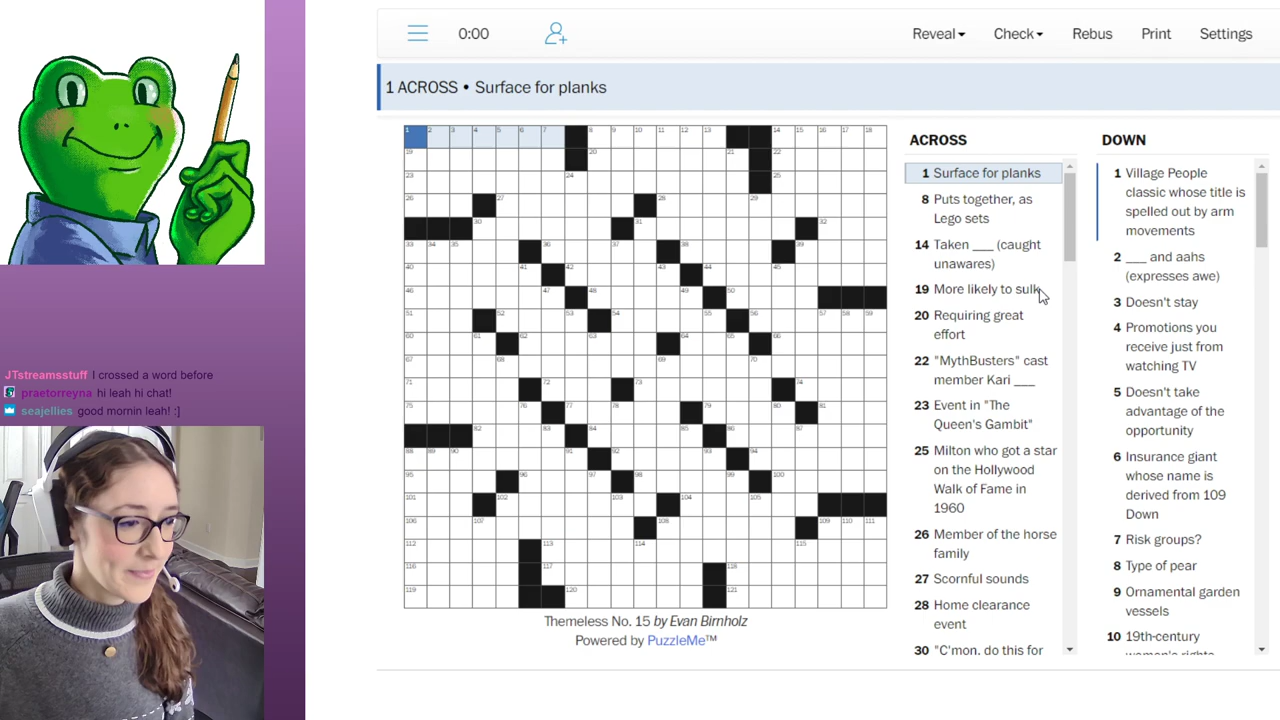 0:00
Reveal
Check
Rebus
Print
Settings
1 ACROSS • Surface for planks
ACROSS
1 Surface for planks
8 Puts together, as
Lego sets
14 Taken ___ (caught
unawares)
19 More likely to sulk
20 Requiring great
effort
22 "MythBusters" cast
member Kari ___
23 Event in "The
Queen's Gambit"
25 Milton who got a star
on the Hollywood
Walk of Fame in
1960
26 Member of the horse
family
27 Scornful sounds
28 Home clearance
event
30 "C'mon, do this for
DOWN
1 Village People
classic whose title is
spelled out by arm
movements
2 ___ and aahs
(expresses awe)
3 Doesn't stay
4 Promotions you
receive just from
watching TV
5 Doesn't take
advantage of the
opportunity
6 Insurance giant
whose name is
derived from 109
Down
7 Risk groups?
8 Type of pear
9 Ornamental garden
vessels
10 19th-century
women's rights
Themeless No. 15 by Evan Birnholz
Powered by PuzzleMe™
JTstreamsstuff I crossed a word before
praetorreyna hi leah hi chat!
seajellies good mornin leah! :]